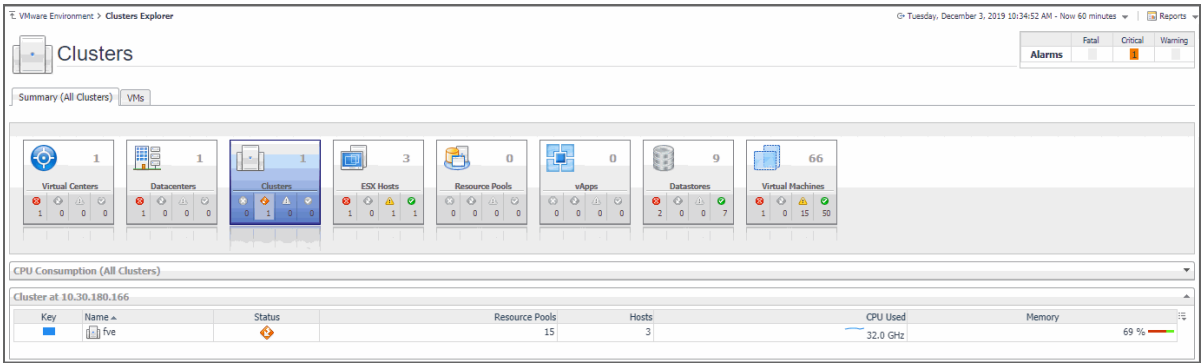 VMware Environment > Clusters Explorer
Tuesday, December 3, 2019 10:34:52 AM - Now 60 minutes
Reports
Clusters
Fatal Critical Warning
Alarms 1
Summary (All Clusters) VMs
1 1 1 3 0 0 9 66
Virtual Centers Datacenters Clusters ESX Hosts Resource Pools vApps Datastores Virtual Machines
1 0 0 0 1 0 0 0 0 1 0 0 1 0 1 1 0 0 0 0 0 0 0 0 2 0 0 7 1 0 15 50
CPU Consumption (All Clusters)
Cluster at 10.30.180.166
Key Name Status Resource Pools Hosts CPU Used Memory
fve 15 3 32.0 GHz 69 %